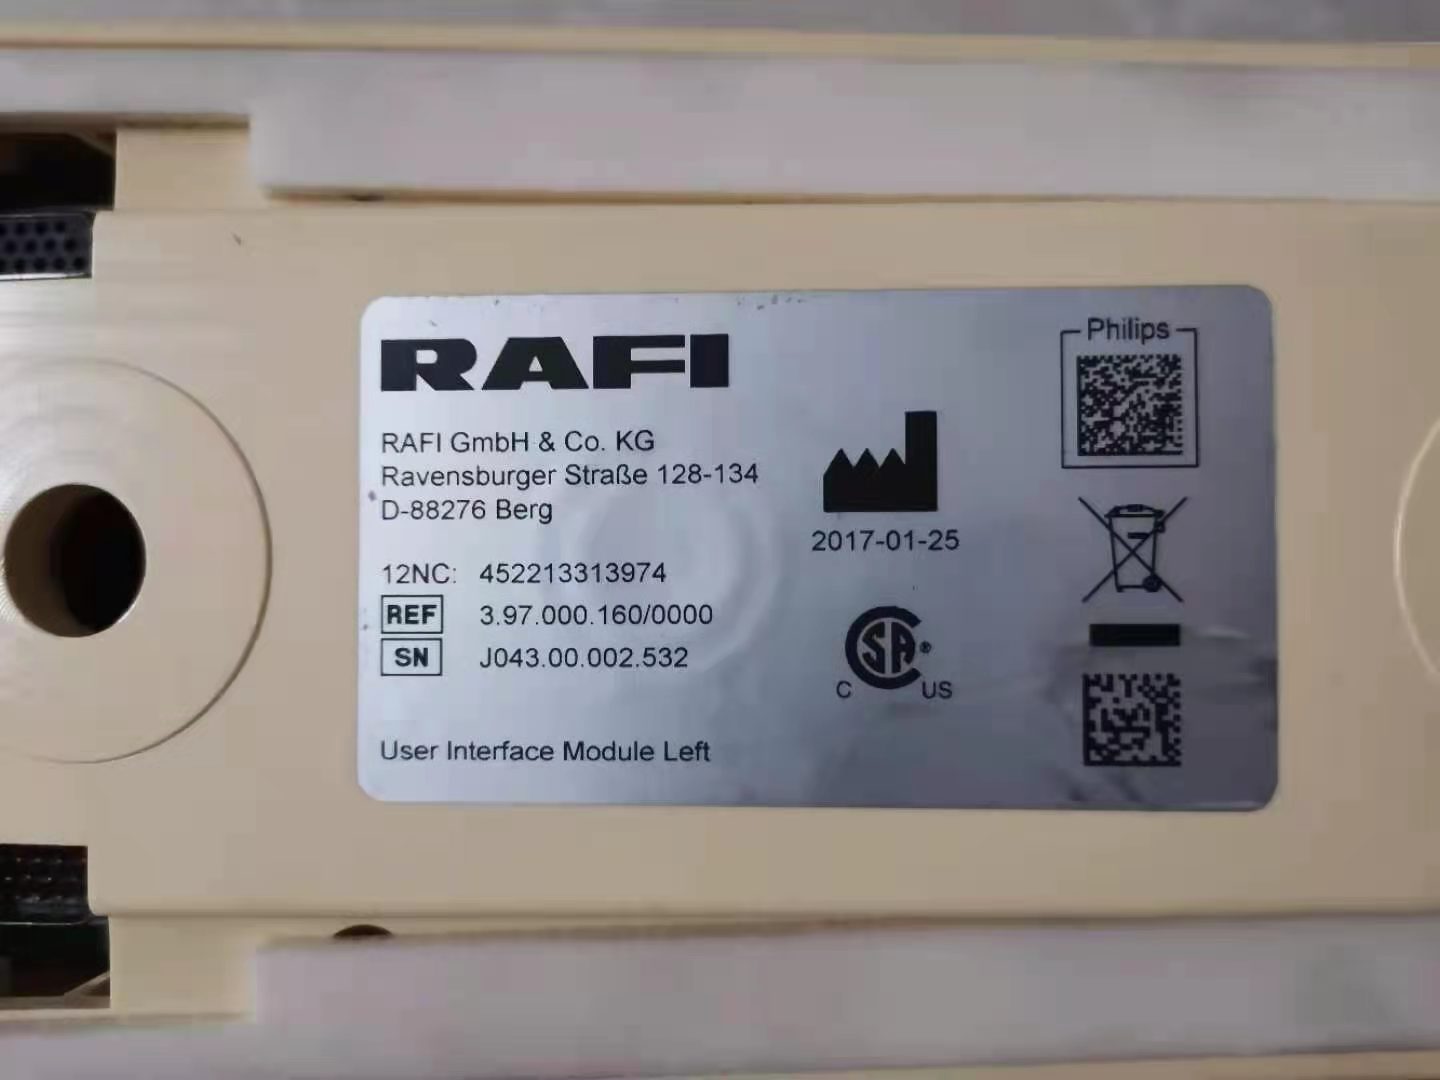 RAFI
RAFI GmbH & Co. KG
Ravensburger Straße 128-134
D-88276 Berg
12NC: 452213313974
REF 3.97.000.160/0000
SN J043.00.002.532
User Interface Module Left
2017-01-25
CSA®
C US
Philips